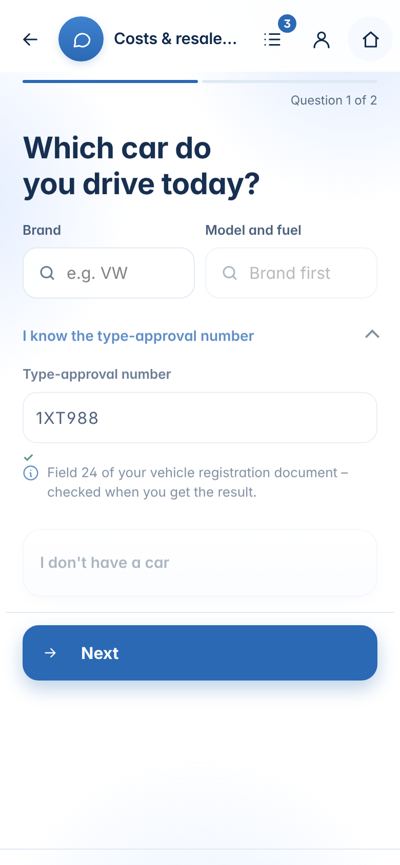 Costs & resale...
3
Question 1 of 2
Which car do
you drive today?
Brand
Model and fuel
e.g. VW
Brand first
I know the type-approval number
Type-approval number
1XT988
Field 24 of your vehicle registration document –
checked when you get the result.
I don't have a car
Next